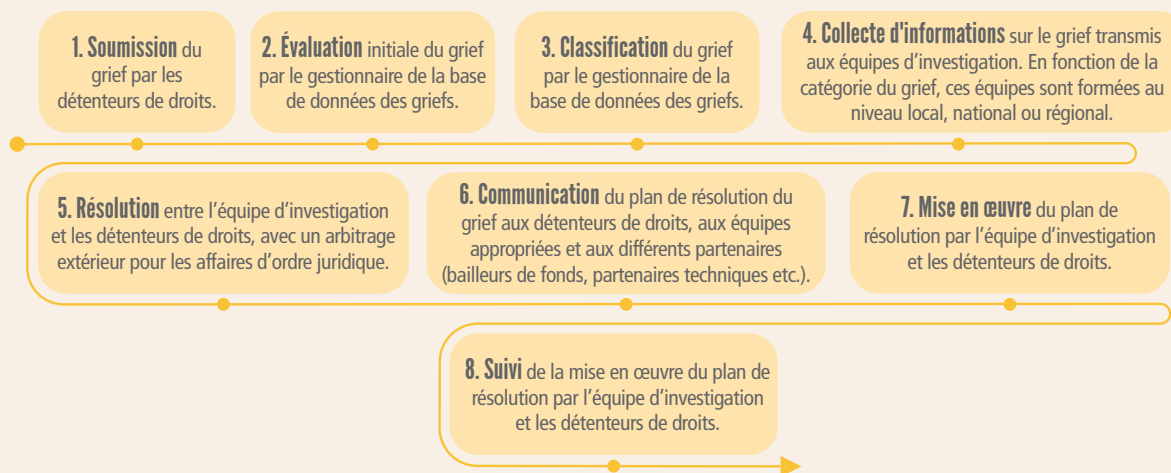 1. Soumission du
grief par les
détenteurs de droits.
2. Évaluation initiale du grief
par le gestionnaire de la base
de données des griefs.
3. Classification du grief
par le gestionnaire de la
base de données des griefs.
4. Collecte d'informations sur le grief transmis
aux équipes d’investigation. En fonction de la
catégorie du grief, ces équipes sont formées au
niveau local, national ou régional.
5. Résolution entre l’équipe d’investigation
et les détenteurs de droits, avec un arbitrage
extérieur pour les affaires d’ordre juridique.
6. Communication du plan de résolution du
grief aux détenteurs de droits, aux équipes
appropriées et aux différents partenaires
(bailleurs de fonds, partenaires techniques etc.).
7. Mise en œuvre du plan de
résolution par l’équipe d’investigation
et les détenteurs de droits.
8. Suivi de la mise en œuvre du plan de
résolution par l’équipe d’investigation
et les détenteurs de droits.